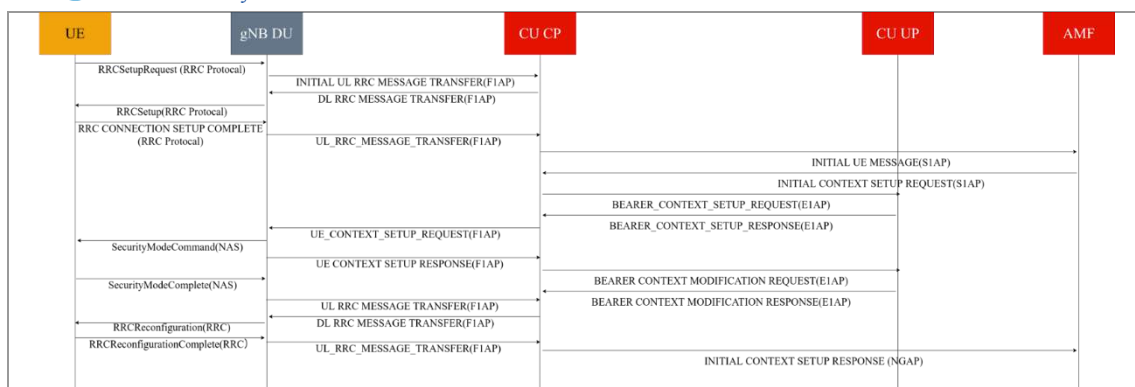 UE
gNB DU
CU CP
CU UP
AMF
RRCSetupRequest (RRC Protocal)
INITIAL UL RRC MESSAGE TRANSFER(F1AP)
DL RRC MESSAGE TRANSFER(F1AP)
RRCSetup(RRC Protocal)
RRC CONNECTION SETUP COMPLETE
(RRC Protocal)
UL_RRC_MESSAGE_TRANSFER(F1AP)
INITIAL UE MESSAGE(S1AP)
INITIAL CONTEXT SETUP REQUEST(S1AP)
BEARER_CONTEXT_SETUP_REQUEST(E1AP)
BEARER_CONTEXT_SETUP_RESPONSE(E1AP)
UE_CONTEXT_SETUP_REQUEST(F1AP)
SecurityModeCommand(NAS)
UE CONTEXT SETUP RESPONSE(F1AP)
BEARER CONTEXT MODIFICATION REQUEST(E1AP)
SecurityModeComplete(NAS)
BEARER CONTEXT MODIFICATION RESPONSE(E1AP)
UL RRC MESSAGE TRANSFER(F1AP)
DL RRC MESSAGE TRANSFER(F1AP)
RRCReconfiguration(RRC)
RRCReconfigurationComplete(RRC)
UL_RRC_MESSAGE_TRANSFER(F1AP)
INITIAL CONTEXT SETUP RESPONSE (NGAP)